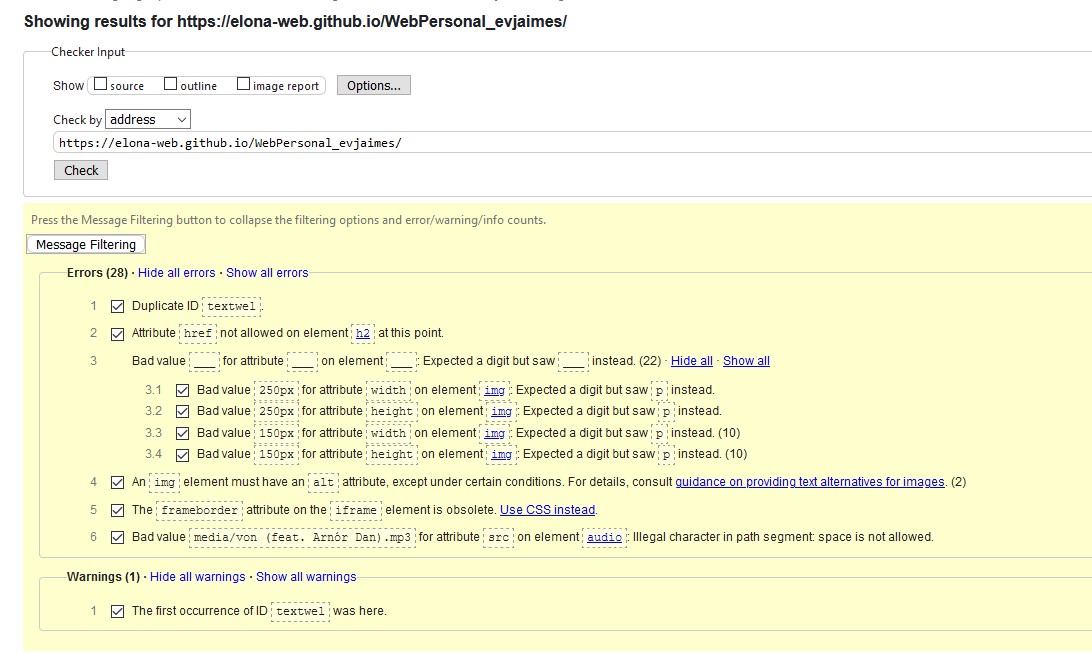 Showing results for https://elona-web.github.io/WebPersonal_evjaimes/
Checker Input
Show source outline image report Options...
Check by address
https://elona-web.github.io/WebPersonal_evjaimes/
Check
Press the Message Filtering button to collapse the filtering options and error/warning/info counts.
Message Filtering
Errors (28) · Hide all errors · Show all errors
1 Duplicate ID textwel.
2 Attribute href not allowed on element h2 at this point.
3 Bad value ___ for attribute ___ on element ___: Expected a digit but saw ___ instead. (22) · Hide all · Show all
3.1 Bad value 250px for attribute width on element img: Expected a digit but saw p instead.
3.2 Bad value 250px for attribute height on element img: Expected a digit but saw p instead.
3.3 Bad value 150px for attribute width on element img: Expected a digit but saw p instead. (10)
3.4 Bad value 150px for attribute height on element img: Expected a digit but saw p instead. (10)
4 An img element must have an alt attribute, except under certain conditions. For details, consult guidance on providing text alternatives for images. (2)
5 The frameborder attribute on the iframe element is obsolete. Use CSS instead.
6 Bad value media/von (feat. Arnór Dan).mp3 for attribute src on element audio: Illegal character in path segment: space is not allowed.
Warnings (1) · Hide all warnings · Show all warnings
1 The first occurrence of ID textwel was here.